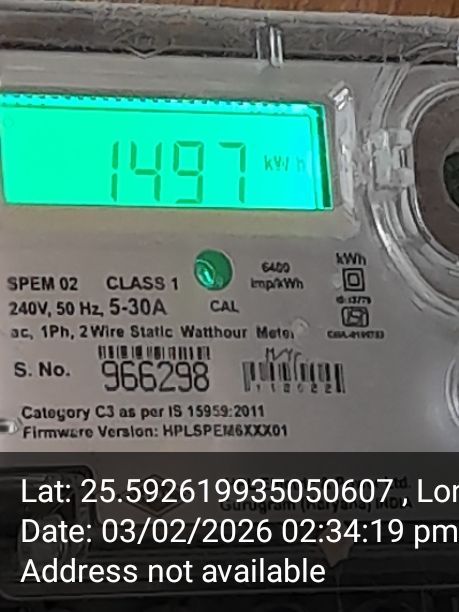 1497 kWh
6400
imp/kWh
kWh
SPEM 02 CLASS 1
240V, 50 Hz, 5-30A CAL
ac, 1Ph, 2 Wire Static Watthour Meter
S. No. 966298
Category C3 as per IS 15959:2011
Firmware Version: HPLSPEM6XXX01
Lat: 25.592619935050607 , Lon
Date: 03/02/2026 02:34:19 pm
Address not available